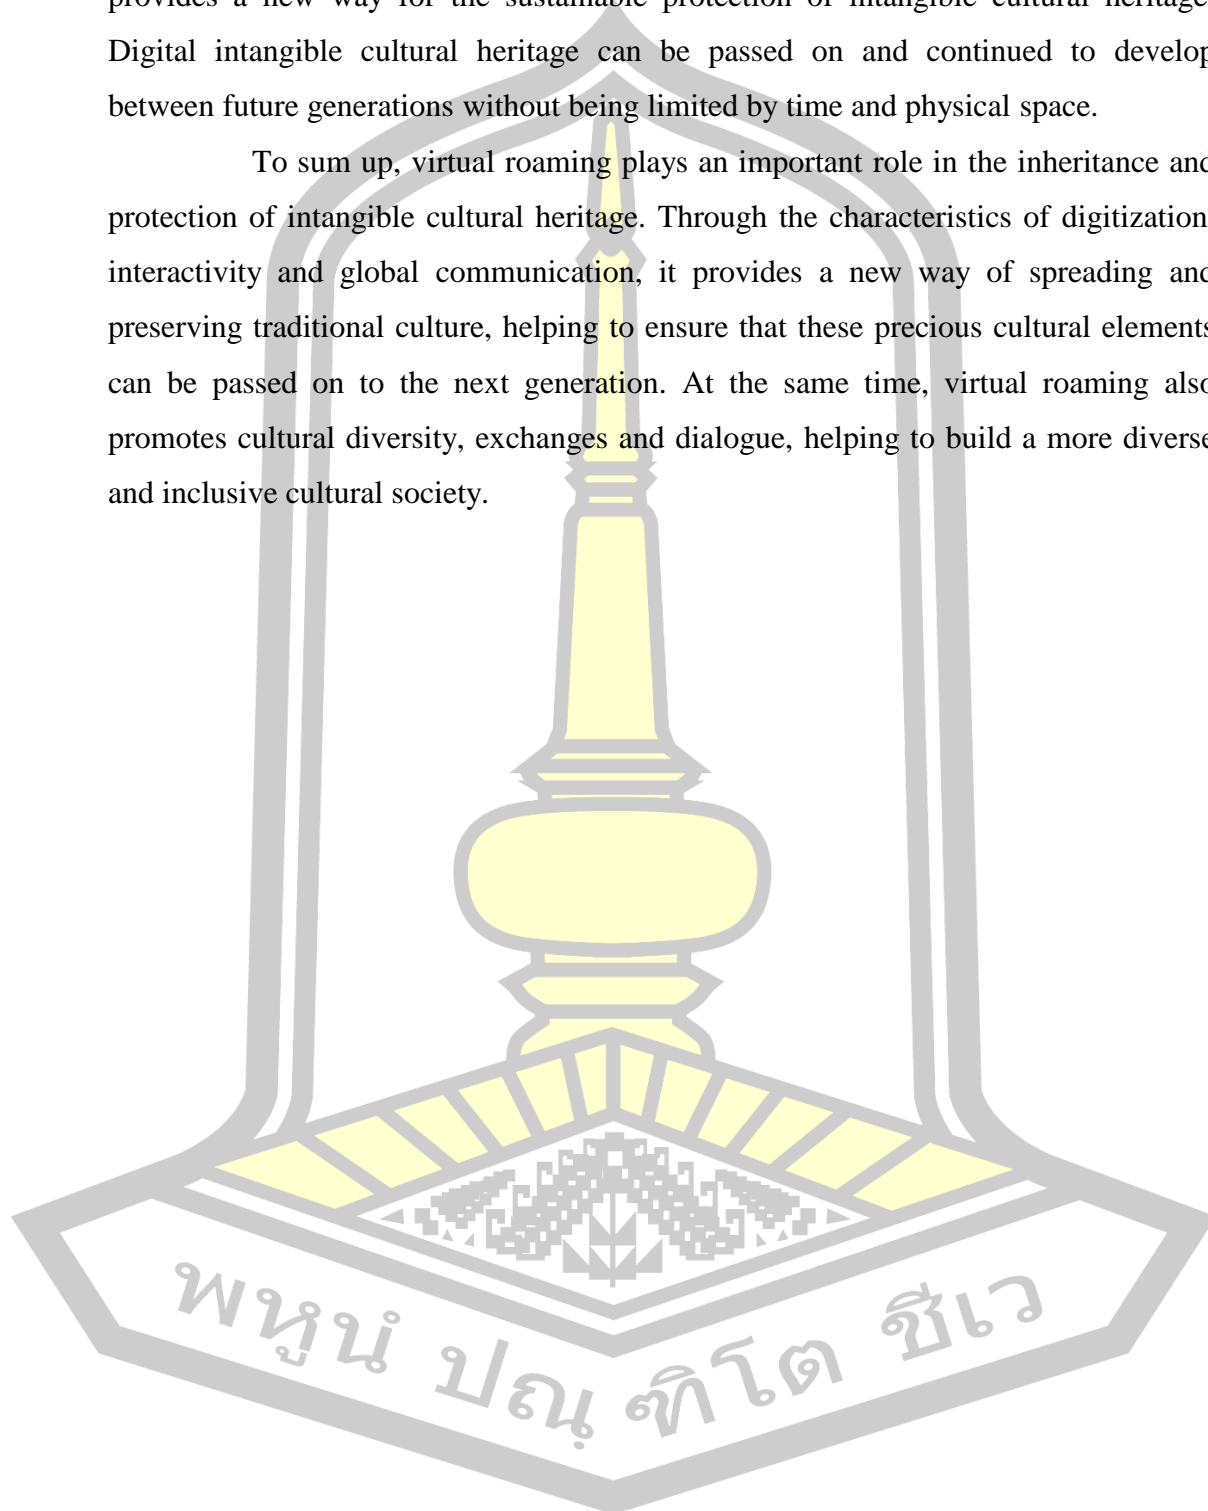 provides a new way for the sustainable protection of intangible cultural heritage
Digital intangible cultural heritage can be passed on and continued to develop
between future generations without being limited by time and physical space.
To sum up, virtual roaming plays an important role in the inheritance and
protection of intangible cultural heritage. Through the characteristics of digitization
interactivity and global communication, it provides a new way of spreading and
preserving traditional culture, helping to ensure that these precious cultural elements
can be passed on to the next generation. At the same time, virtual roaming also
promotes cultural diversity, exchanges and dialogue, helping to build a more diverse
and inclusive cultural society.
พหูนํ ปณฺฑิโต ชีเว